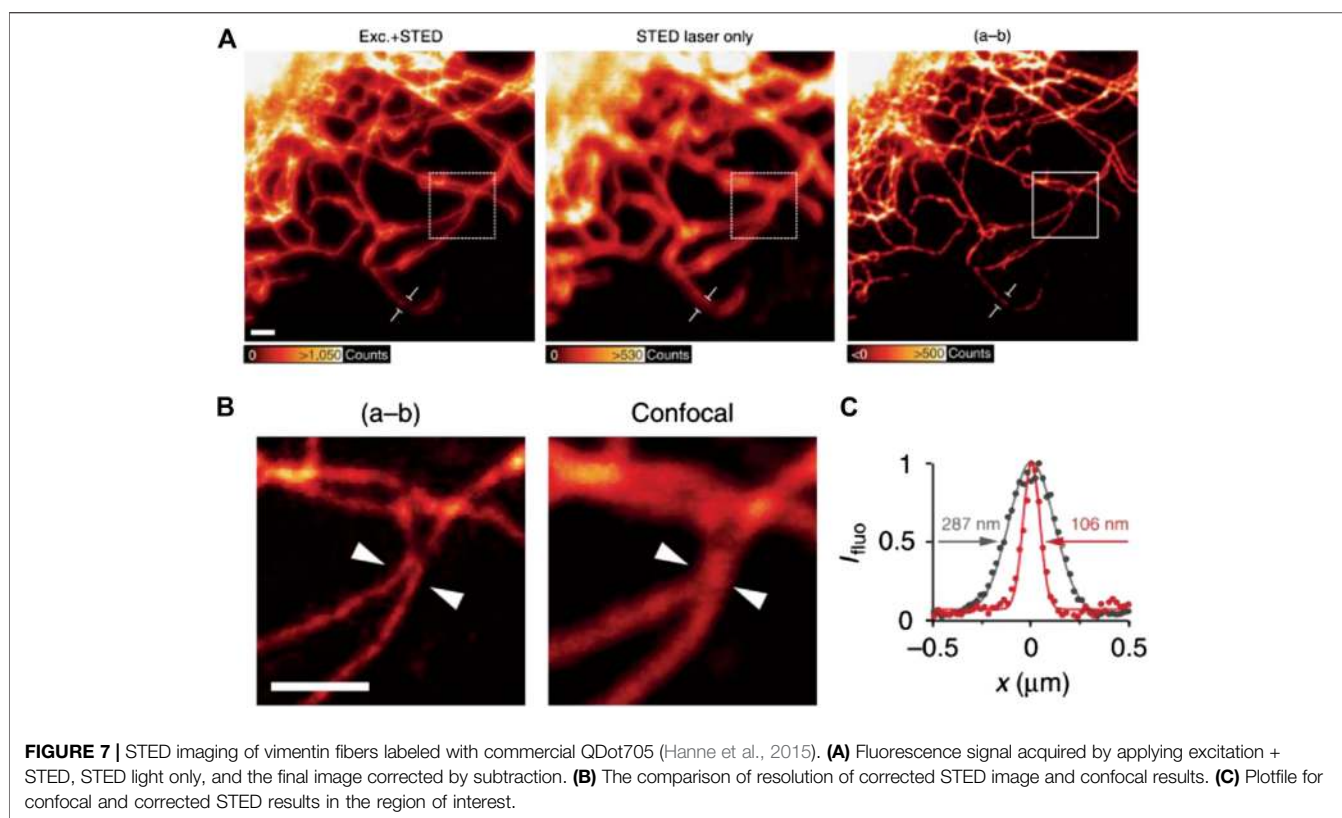 A
Exc.+STED
STED laser only
(a–b)
0 >1,050 Counts
0 >530 Counts
<0 >500 Counts
B
(a–b)
Confocal
C
1
0.5
0
287 nm
106 nm
Ifluo
–0.5
0
0.5
x (μm)
FIGURE 7 | STED imaging of vimentin fibers labeled with commercial QDot705 (Hanne et al., 2015). (A) Fluorescence signal acquired by applying excitation +
STED, STED light only, and the final image corrected by subtraction. (B) The comparison of resolution of corrected STED image and confocal results. (C) Plotfile for
confocal and corrected STED results in the region of interest.